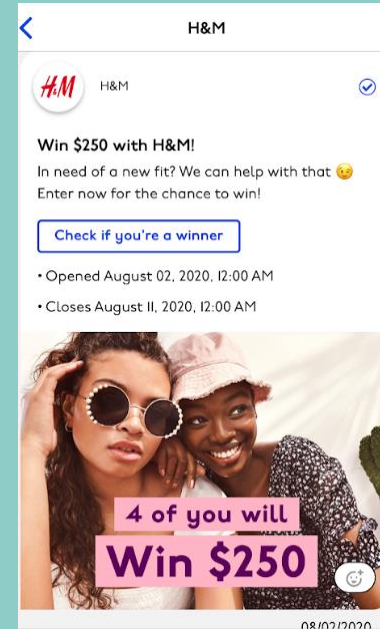 H&M
H&M
H&M
Win $250 with H&M!
In need of a new fit? We can help with that 😉
Enter now for the chance to win!
Check if you're a winner
• Opened August 02, 2020, 12:00 AM
• Closes August 11, 2020, 12:00 AM
4 of you will
Win $250
08/02/2020